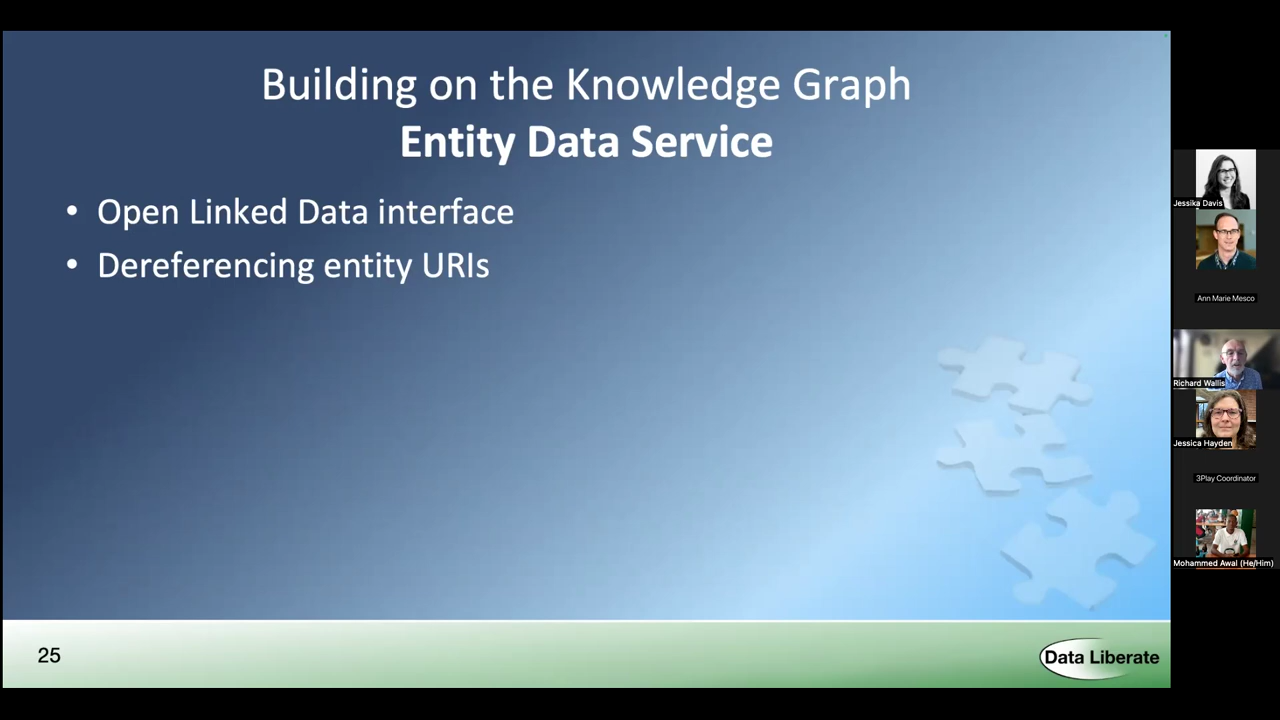 Building on the Knowledge Graph
Entity Data Service
• Open Linked Data interface
• Dereferencing entity URIs
25
Data Liberate
Jessika Davis
Ann Marie Mesco
Richard Wallis
Jessica Hayden
3Play Coordinator
Mohammed Awal (He/Him)